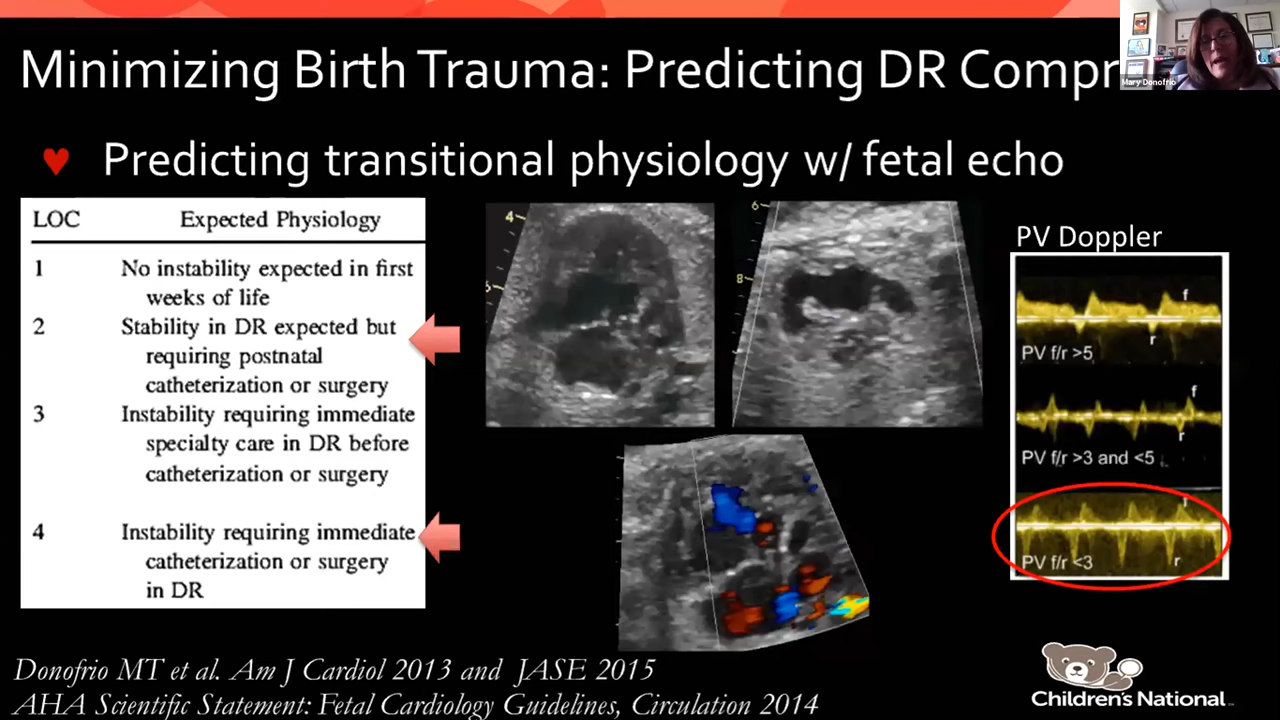 Minimizing Birth Trauma: Predicting DR Comp
Mary Donofrio
♥ Predicting transitional physiology w/ fetal echo
LOC Expected Physiology
1 No instability expected in first
weeks of life
2 Stability in DR expected but
requiring postnatal
catheterization or surgery
3 Instability requiring immediate
specialty care in DR before
catheterization or surgery
4 Instability requiring immediate
catheterization or surgery
in DR
4
6
8
PV Doppler
f
r
PV f/r >5
f
r
PV f/r >3 and <5
f
r
PV f/r <3
Donofrio MT et al. Am J Cardiol 2013 and JASE 2015
AHA Scientific Statement: Fetal Cardiology Guidelines, Circulation 2014
Children's National